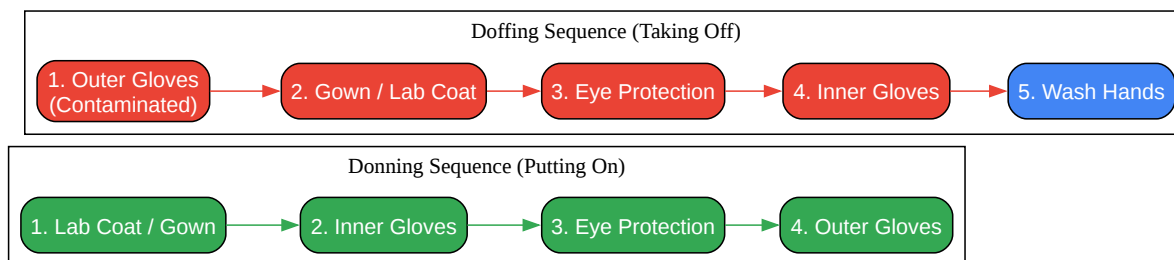 Doffing Sequence (Taking Off)
1. Outer Gloves
(Contaminated)
2. Gown / Lab Coat
3. Eye Protection
4. Inner Gloves
5. Wash Hands
Donning Sequence (Putting On)
1. Lab Coat / Gown
2. Inner Gloves
3. Eye Protection
4. Outer Gloves